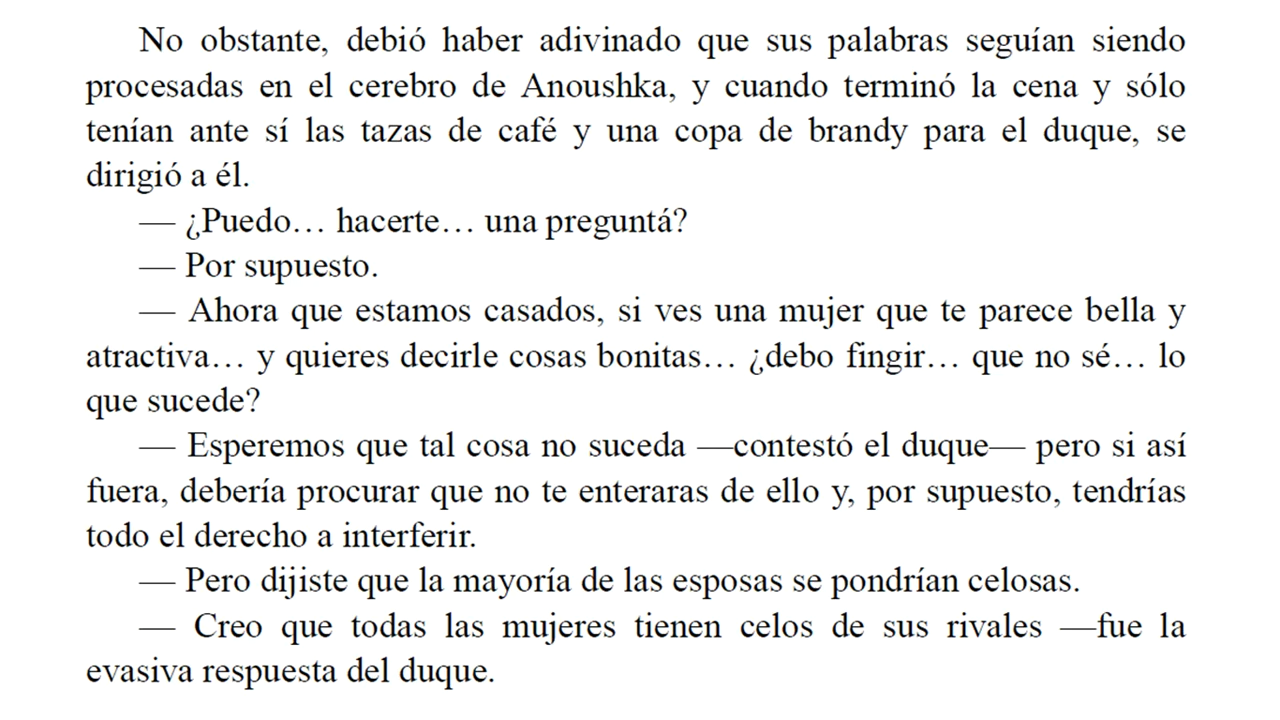 No obstante, debió haber adivinado que sus palabras seguían siendo
procesadas en el cerebro de Anoushka, y cuando terminó la cena y sólo
tenían ante sí las tazas de café y una copa de brandy para el duque, se
dirigió a él.
— ¿Puedo… hacerte… una preguntá?
— Por supuesto.
— Ahora que estamos casados, si ves una mujer que te parece bella y
atractiva… y quieres decirle cosas bonitas… ¿debo fingir… que no sé… lo
que sucede?
— Esperemos que tal cosa no suceda —contestó el duque— pero si así
fuera, debería procurar que no te enteraras de ello y, por supuesto, tendrías
todo el derecho a interferir.
— Pero dijiste que la mayoría de las esposas se pondrían celosas.
— Creo que todas las mujeres tienen celos de sus rivales —fue la
evasiva respuesta del duque.